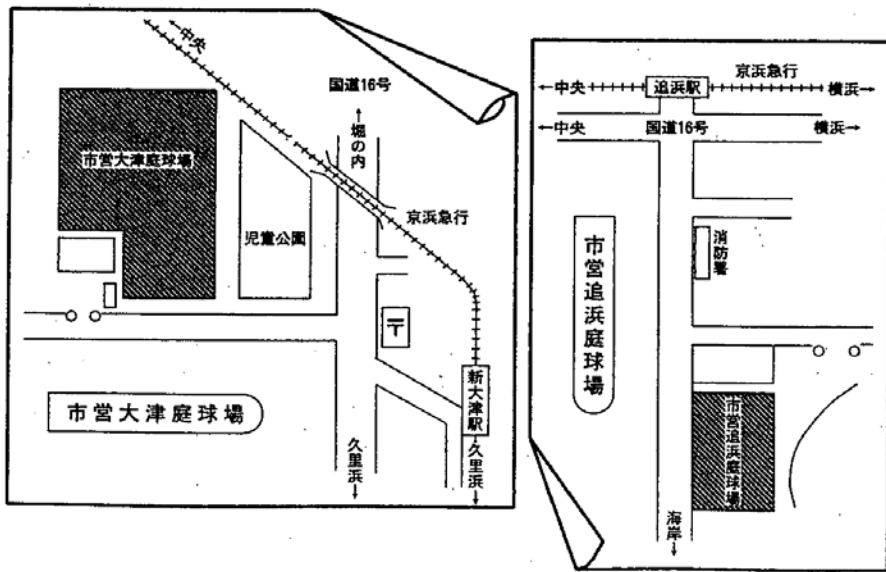 ←中央
国道16号
←堀の内
市営大津庭球場
京浜急行
児童公園
〒
新大津駅
市営大津庭球場
久里浜→
久里浜→
京浜急行
←中央
追浜駅
横浜→
←中央
国道16号
横浜→
消防署
市営追浜庭球場
市営追浜庭球場
海岸→